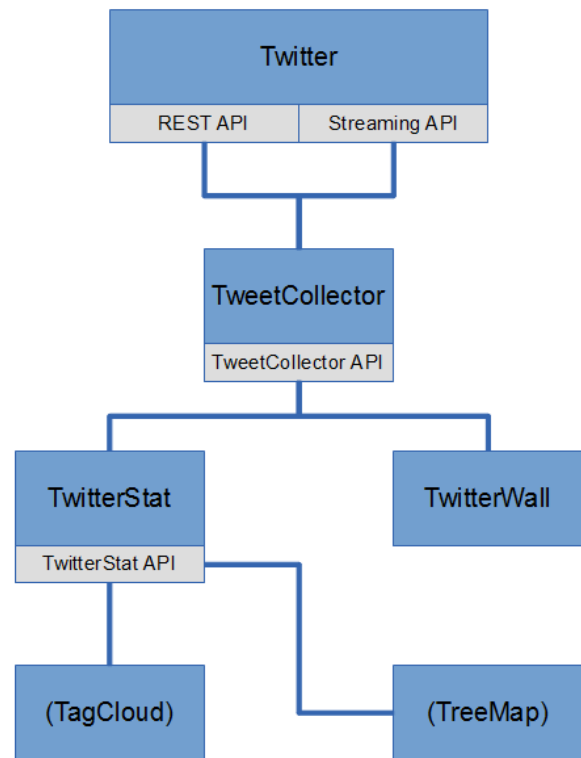 Twitter
REST API
Streaming API
TweetCollector
TweetCollector API
TwitterStat
TwitterWall
TwitterStat API
(TagCloud)
(TreeMap)